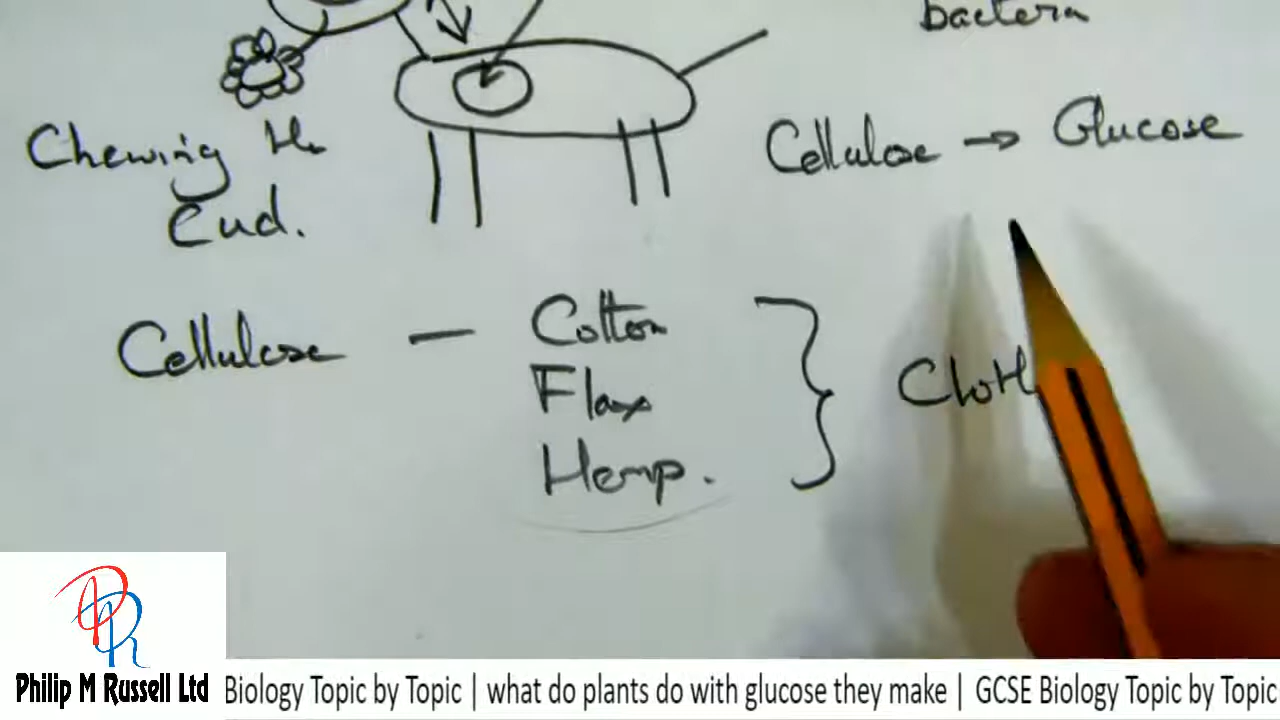 bacteria
Chewing the
Cud.
Cellulose → Glucose
Cellulose — Cotton
Flax
Hemp.
Cloth
Philip M Russell Ltd
Biology Topic by Topic | what do plants do with glucose they make | GCSE Biology Topic by Topic